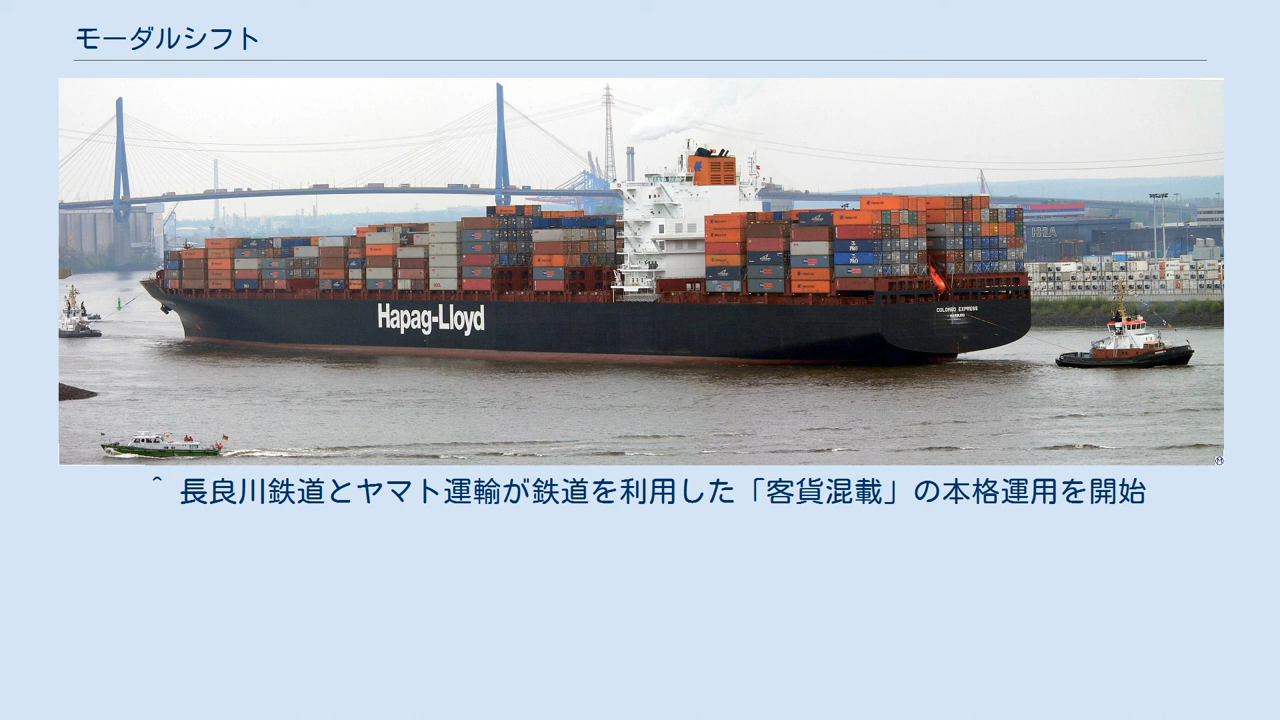 モーダルシフト
HHLA
Hapag-Lloyd
COLOMBO EXPRESS
HAMBURG
^ 長良川鉄道とヤマト運輸が鉄道を利用した「客貨混載」の本格運用を開始